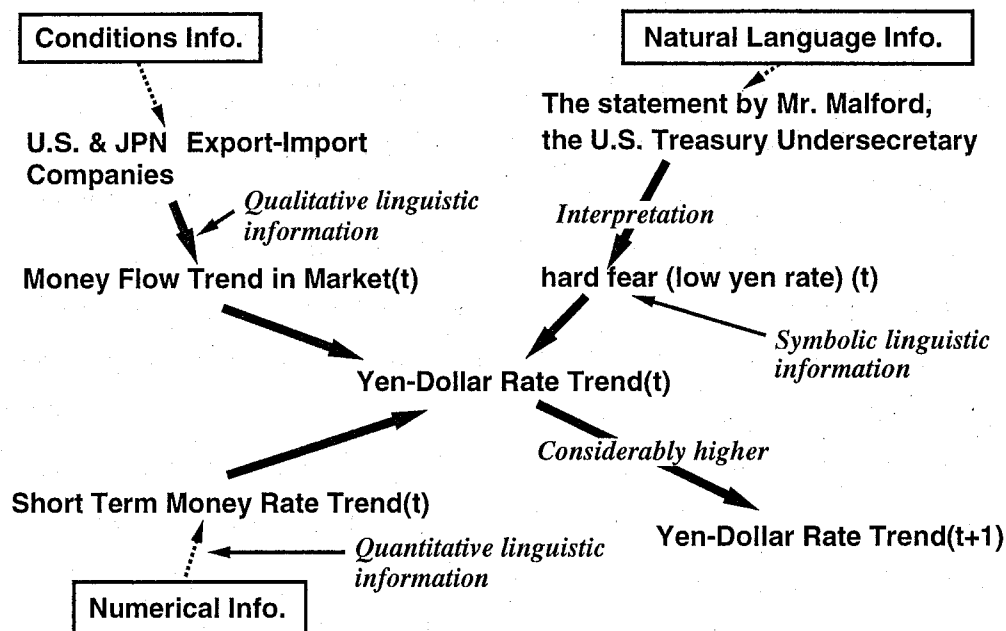 Conditions Info.
Natural Language Info.
The statement by Mr. Malford,
the U.S. Treasury Undersecretary
U.S. & JPN Export-Import
Companies
Qualitative linguistic
information
Interpretation
Money Flow Trend in Market(t)
hard fear (low yen rate) (t)
Symbolic linguistic
information
Yen-Dollar Rate Trend(t)
Considerably higher
Short Term Money Rate Trend(t)
Yen-Dollar Rate Trend(t+1)
Quantitative linguistic
information
Numerical Info.